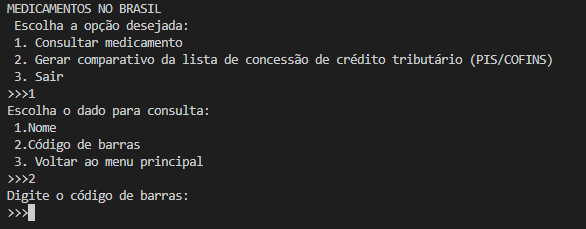 MEDICAMENTOS NO BRASIL
Escolha a opção desejada:
1. Consultar medicamento
2. Gerar comparativo da lista de concessão de crédito tributário (PIS/COFINS)
3. Sair
>>>1
Escolha o dado para consulta:
1.Nome
2.Código de barras
3. Voltar ao menu principal
>>>2
Digite o código de barras:
>>>